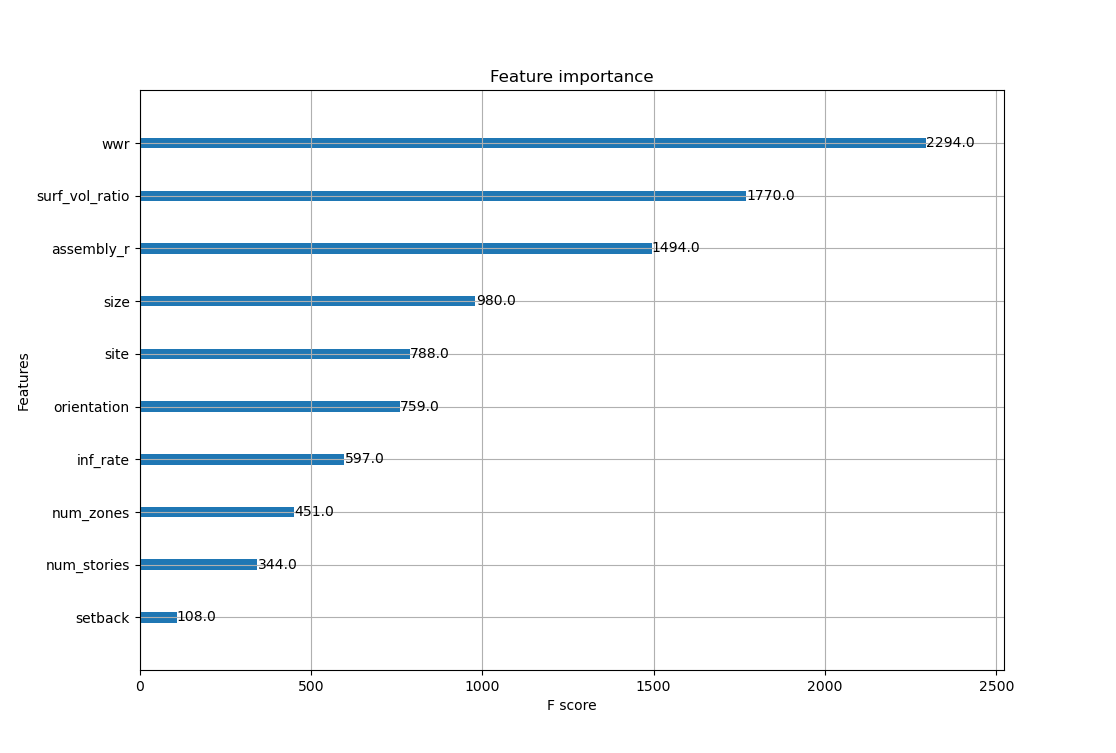 Feature importance
wwr 2294.0
surf_vol_ratio 1770.0
assembly_r 1494.0
size 980.0
site 788.0
orientation 759.0
inf_rate 597.0
num_zones 451.0
num_stories 344.0
setback 108.0
Features
0 500 1000 1500 2000 2500
F score